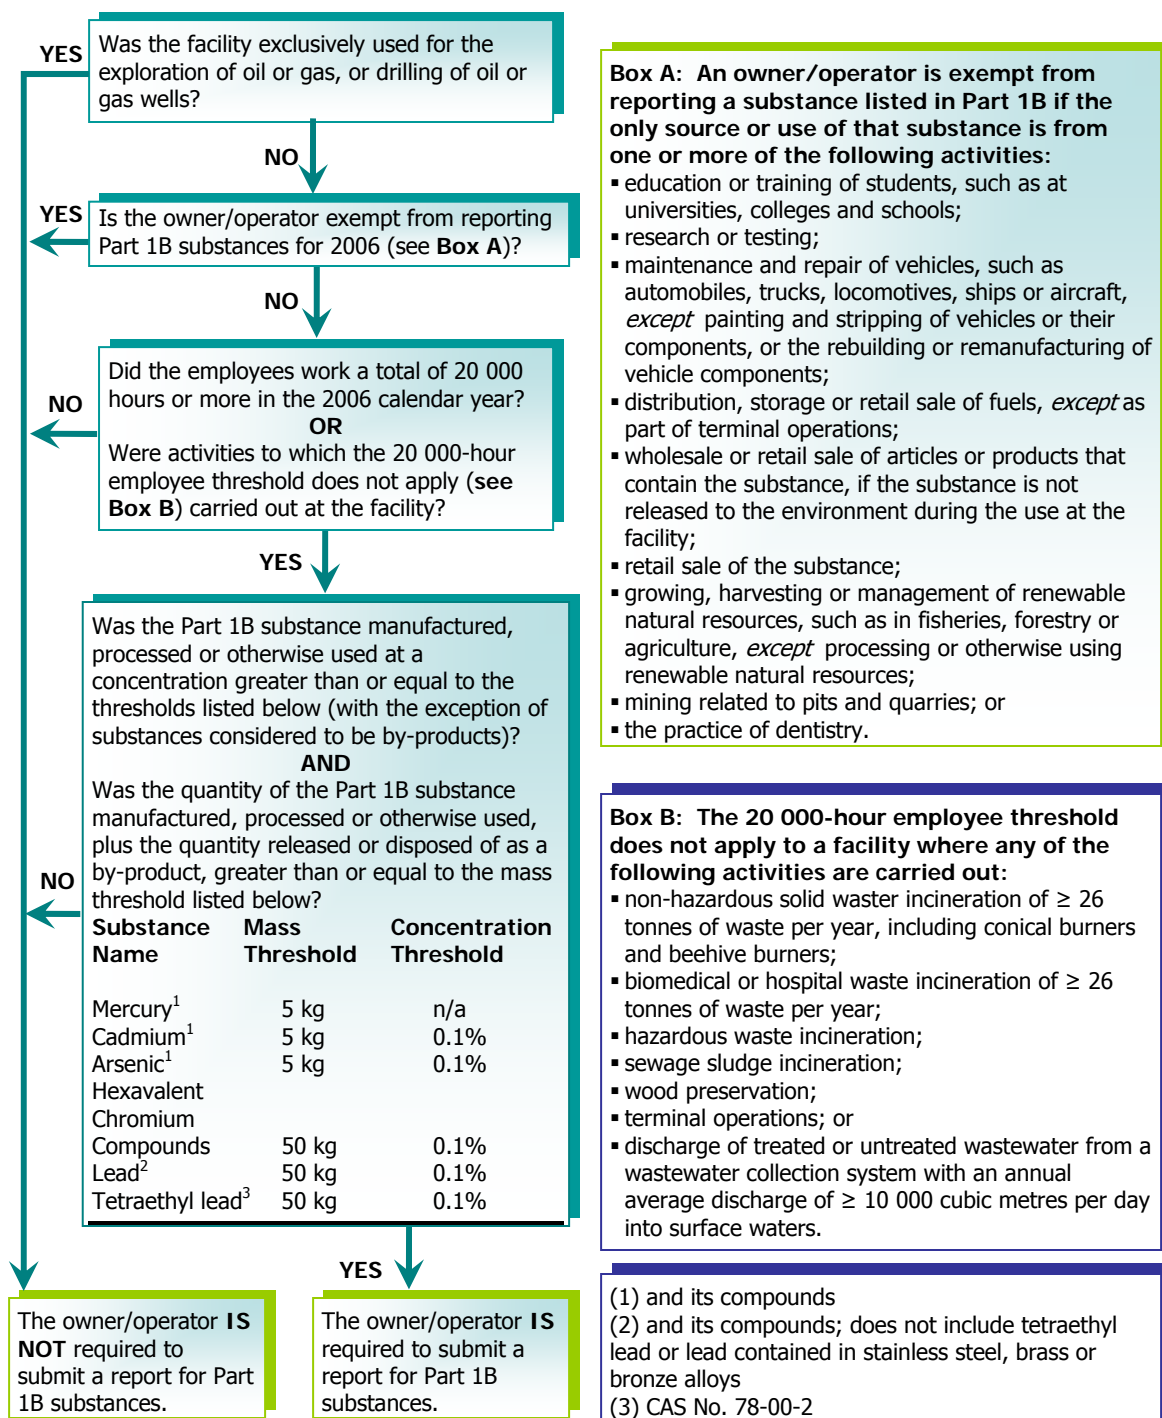 YES
Was the facility exclusively used for the
exploration of oil or gas, or drilling of oil or
gas wells?
NO
YES
Is the owner/operator exempt from reporting
Part 1B substances for 2006 (see Box A)?
NO
Did the employees work a total of 20 000
hours or more in the 2006 calendar year?
OR
Were activities to which the 20 000-hour
employee threshold does not apply (see
Box B) carried out at the facility?
NO
YES
Was the Part 1B substance manufactured,
processed or otherwise used at a
concentration greater than or equal to the
thresholds listed below (with the exception of
substances considered to be by-products)?
AND
Was the quantity of the Part 1B substance
manufactured, processed or otherwise used,
plus the quantity released or disposed of as a
by-product, greater than or equal to the mass
threshold listed below?
NO
Substance Mass Concentration
Name Threshold Threshold
Mercury1 5 kg n/a
Cadmium1 5 kg 0.1%
Arsenic1 5 kg 0.1%
Hexavalent
Chromium
Compounds 50 kg 0.1%
Lead2 50 kg 0.1%
Tetraethyl lead3 50 kg 0.1%
YES
The owner/operator IS
NOT required to
submit a report for Part
1B substances.
The owner/operator IS
required to submit a
report for Part 1B
substances.
Box A: An owner/operator is exempt from
reporting a substance listed in Part 1B if the
only source or use of that substance is from
one or more of the following activities:
▪ education or training of students, such as at
universities, colleges and schools;
▪ research or testing;
▪ maintenance and repair of vehicles, such as
automobiles, trucks, locomotives, ships or aircraft,
except painting and stripping of vehicles or their
components, or the rebuilding or remanufacturing of
vehicle components;
▪ distribution, storage or retail sale of fuels, except as
part of terminal operations;
▪ wholesale or retail sale of articles or products that
contain the substance, if the substance is not
released to the environment during the use at the
facility;
▪ retail sale of the substance;
▪ growing, harvesting or management of renewable
natural resources, such as in fisheries, forestry or
agriculture, except processing or otherwise using
renewable natural resources;
▪ mining related to pits and quarries; or
▪ the practice of dentistry.
Box B: The 20 000-hour employee threshold
does not apply to a facility where any of the
following activities are carried out:
▪ non-hazardous solid waster incineration of ≥ 26
tonnes of waste per year, including conical burners
and beehive burners;
▪ biomedical or hospital waste incineration of ≥ 26
tonnes of waste per year;
▪ hazardous waste incineration;
▪ sewage sludge incineration;
▪ wood preservation;
▪ terminal operations; or
▪ discharge of treated or untreated wastewater from a
wastewater collection system with an annual
average discharge of ≥ 10 000 cubic metres per day
into surface waters.
(1) and its compounds
(2) and its compounds; does not include tetraethyl
lead or lead contained in stainless steel, brass or
bronze alloys
(3) CAS No. 78-00-2